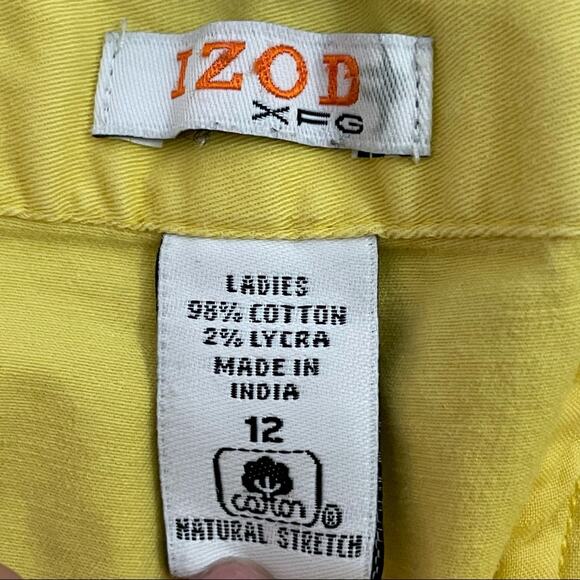 IZOD
XFG
LADIES
98% COTTON
2% LYCRA
MADE IN
INDIA
12
cotton ®
NATURAL STRETCH